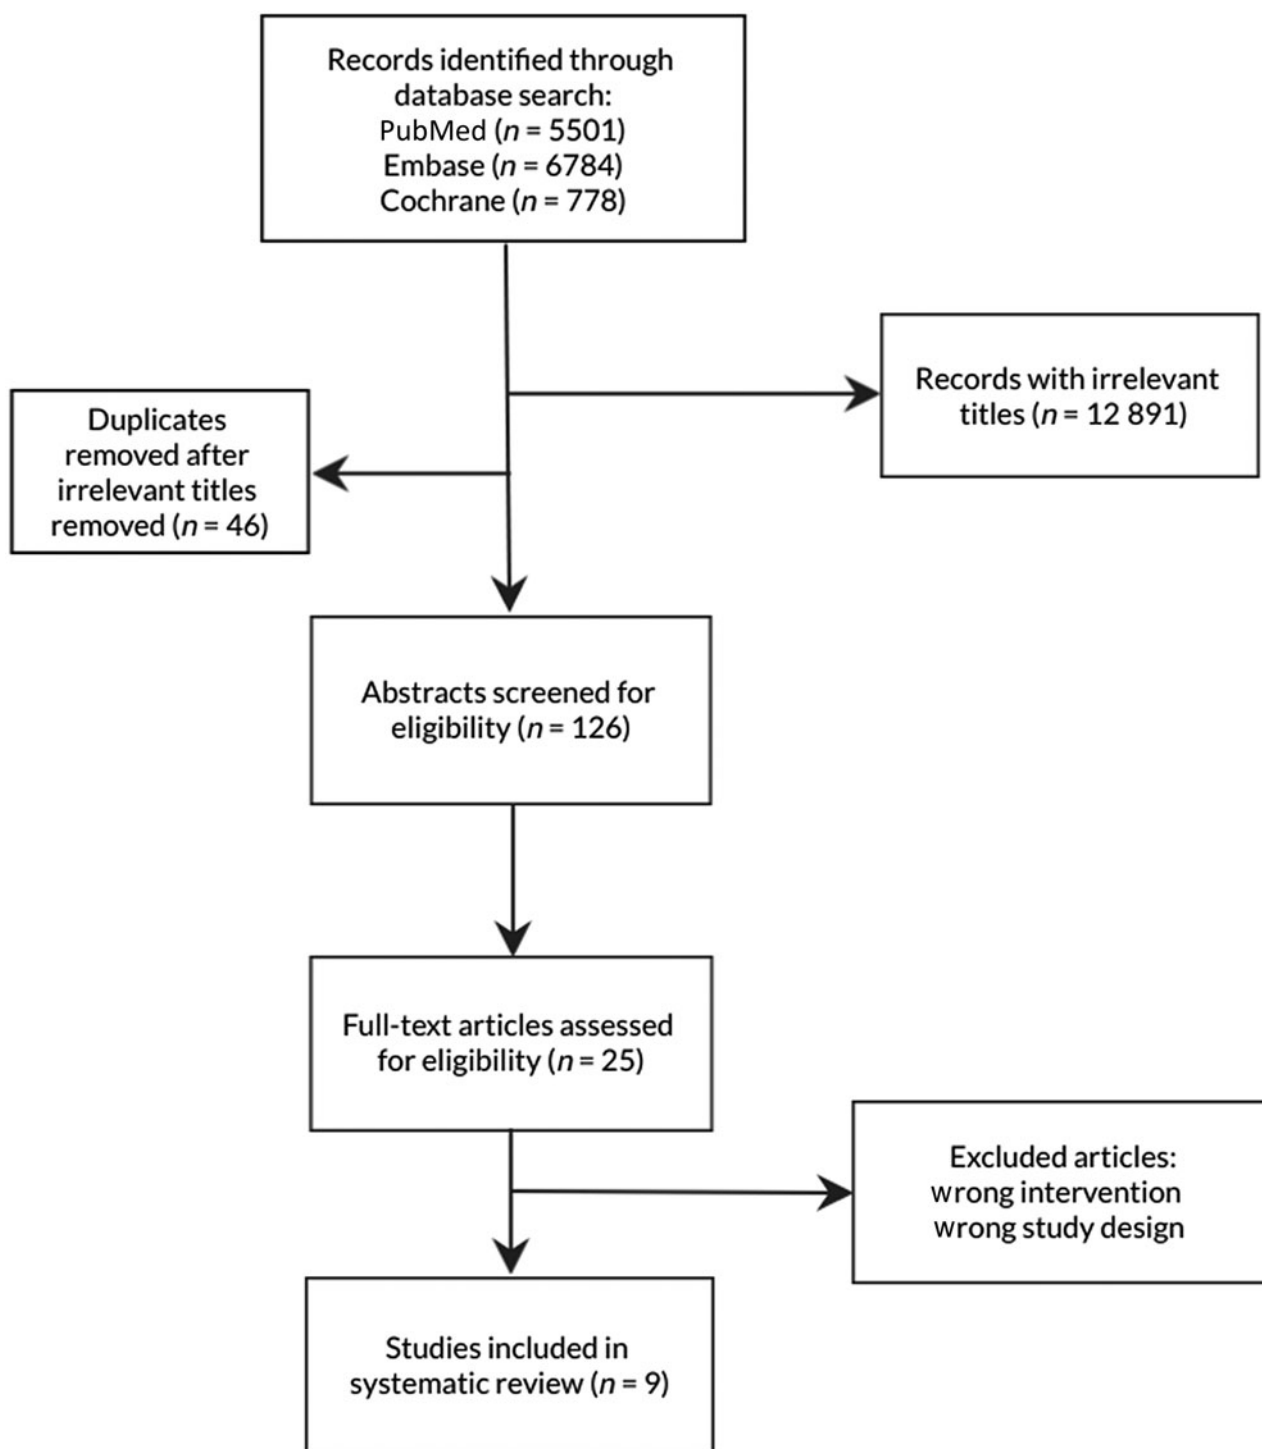 Records identified through
database search:
PubMed (n = 5501)
Embase (n = 6784)
Cochrane (n = 778)
Records with irrelevant
titles (n = 12 891)
Duplicates
removed after
irrelevant titles
removed (n = 46)
Abstracts screened for
eligibility (n = 126)
Full-text articles assessed
for eligibility (n = 25)
Excluded articles:
wrong intervention
wrong study design
Studies included in
systematic review (n = 9)